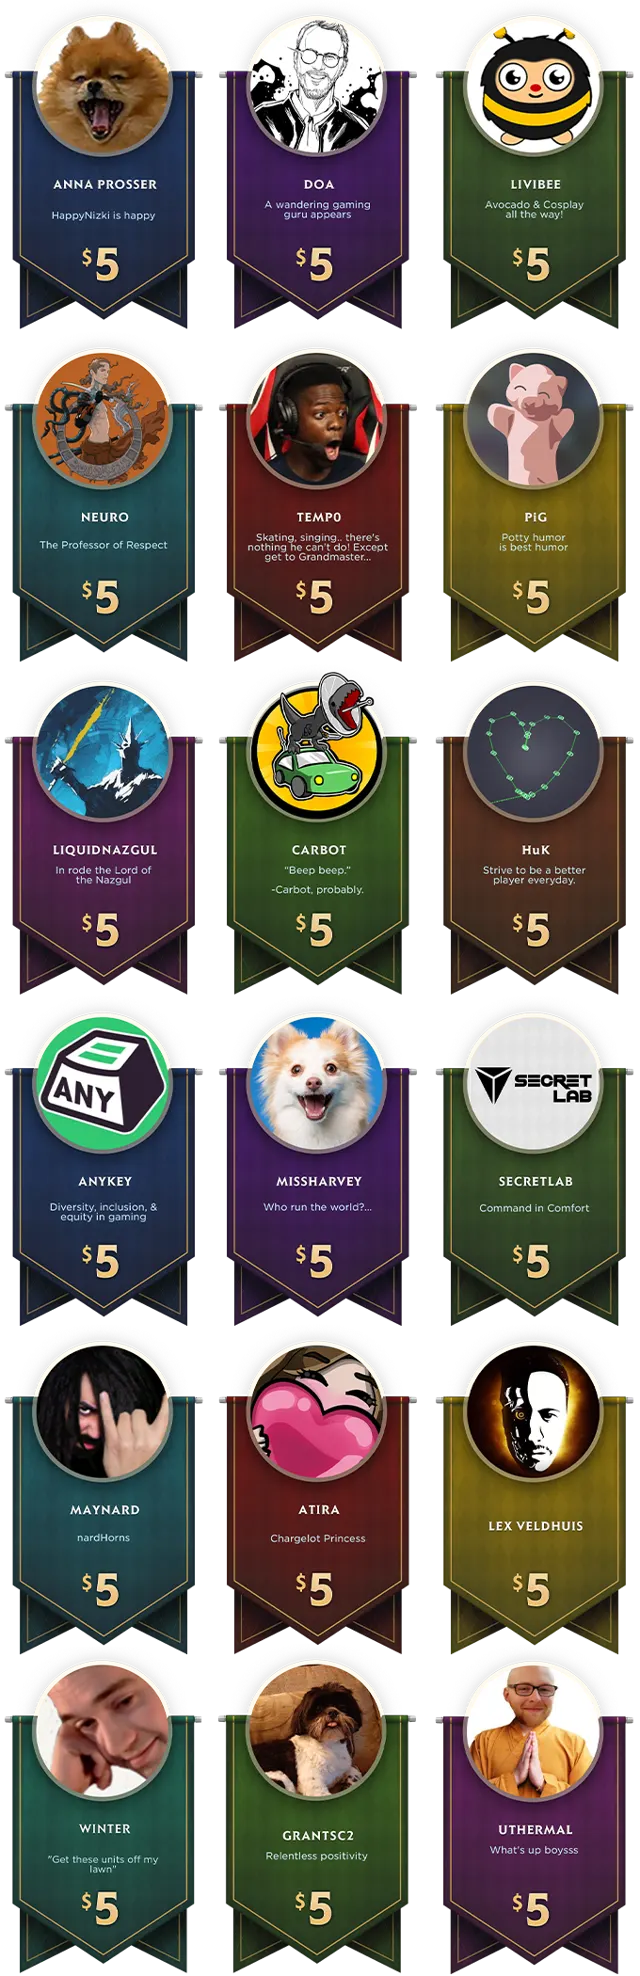 ANNA PROSSER
HappyNizki is happy
$5
DOA
A wandering gaming
guru appears
$5
LIVIBEE
Avocado & Cosplay
all the way!
$5
NEURO
The Professor of Respect
$5
TEMP0
Skating, singing.. there's
nothing he can't do! Except
get to Grandmaster...
$5
PiG
Potty humor
is best humor
$5
LIQUIDNAZGUL
In rode the Lord of
the Nazgul
$5
CARBOT
"Beep beep."
-Carbot, probably.
$5
HuK
Strive to be a better
player everyday.
$5
ANY
ANYKEY
Diversity, inclusion, &
equity in gaming
$5
MISSHARVEY
Who run the world?...
$5
SECRET
LAB
SECRETLAB
Command in Comfort
$5
MAYNARD
nardHorns
$5
ATIRA
Chargelot Princess
$5
LEX VELDHUIS
$5
WINTER
"Get these units off my
lawn"
$5
GRANTSC2
Relentless positivity
$5
UTHERMAL
What's up boysss
$5